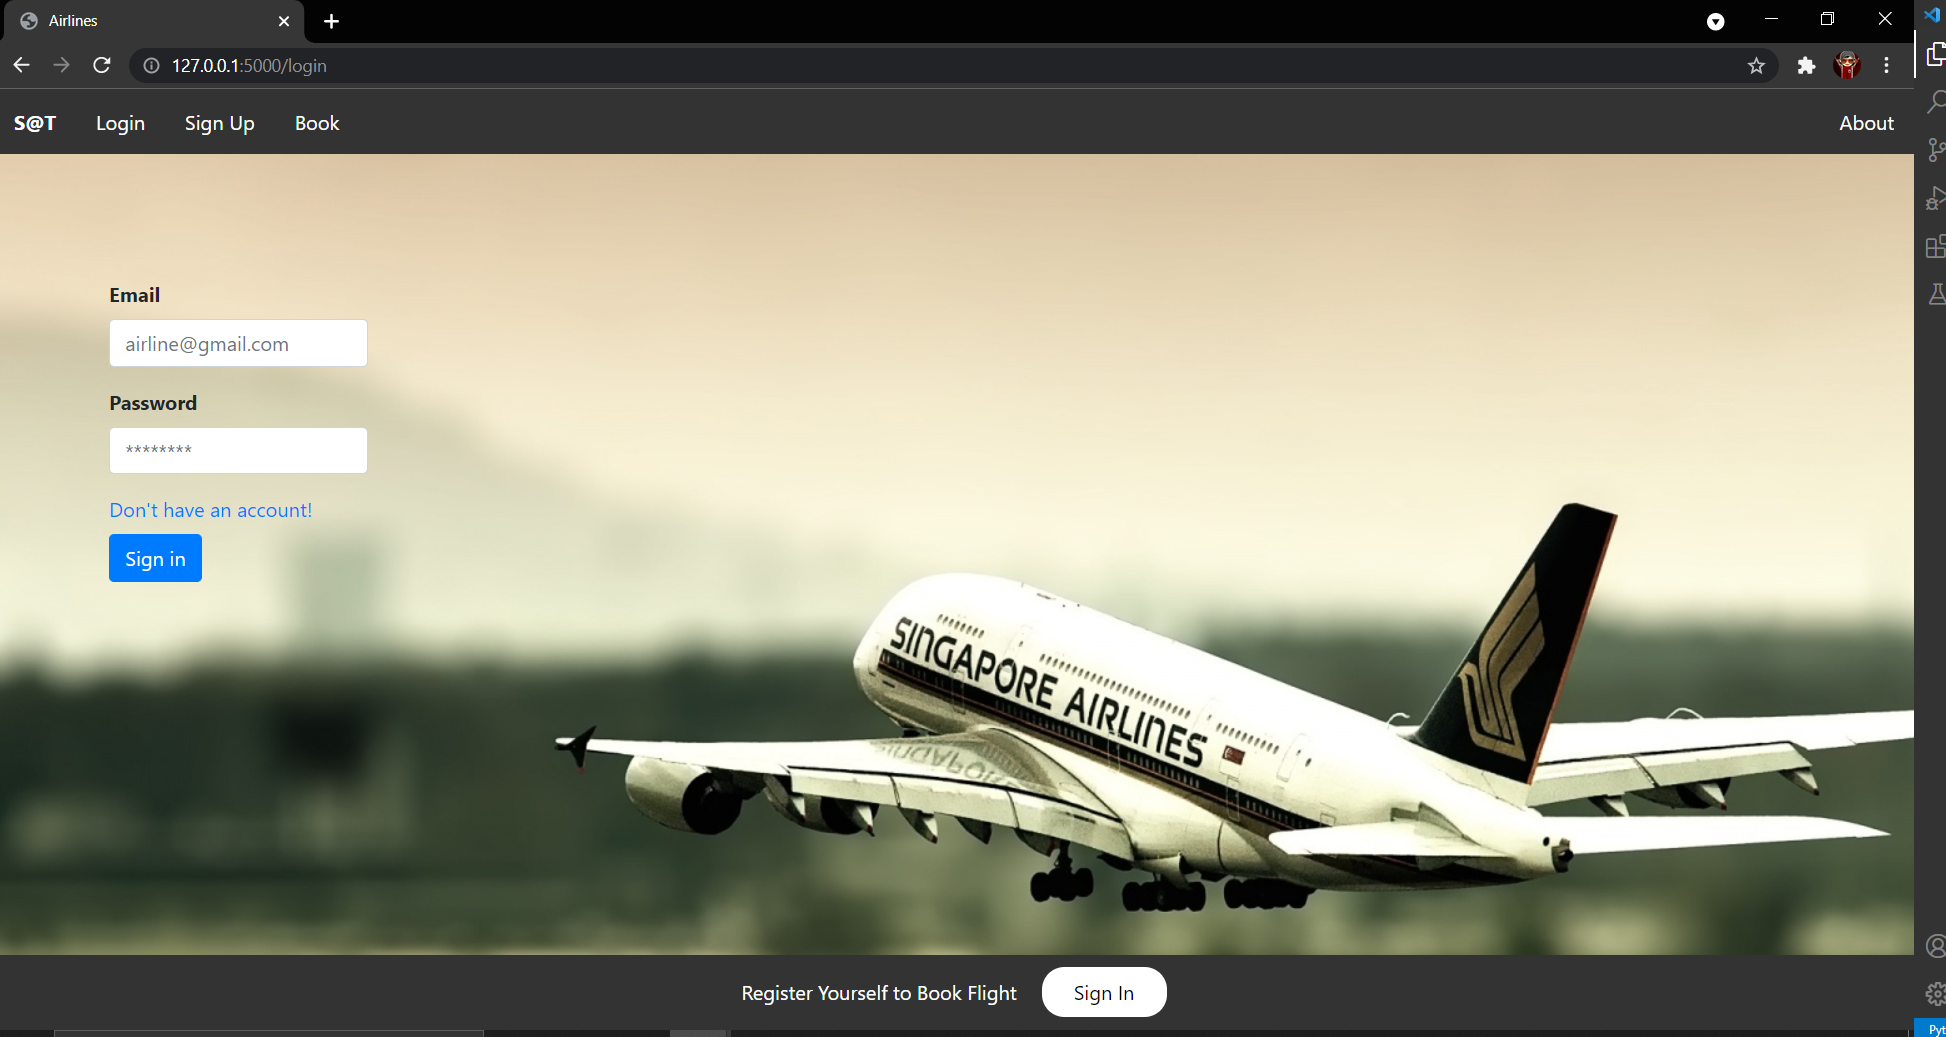 Airlines
127.0.0.1:5000/login
S@T Login Sign Up Book About
Email
airline@gmail.com
Password
********
Don't have an account!
Sign in
SINGAPORE AIRLINES
SINGAPOR
Register Yourself to Book Flight Sign In
Pyt